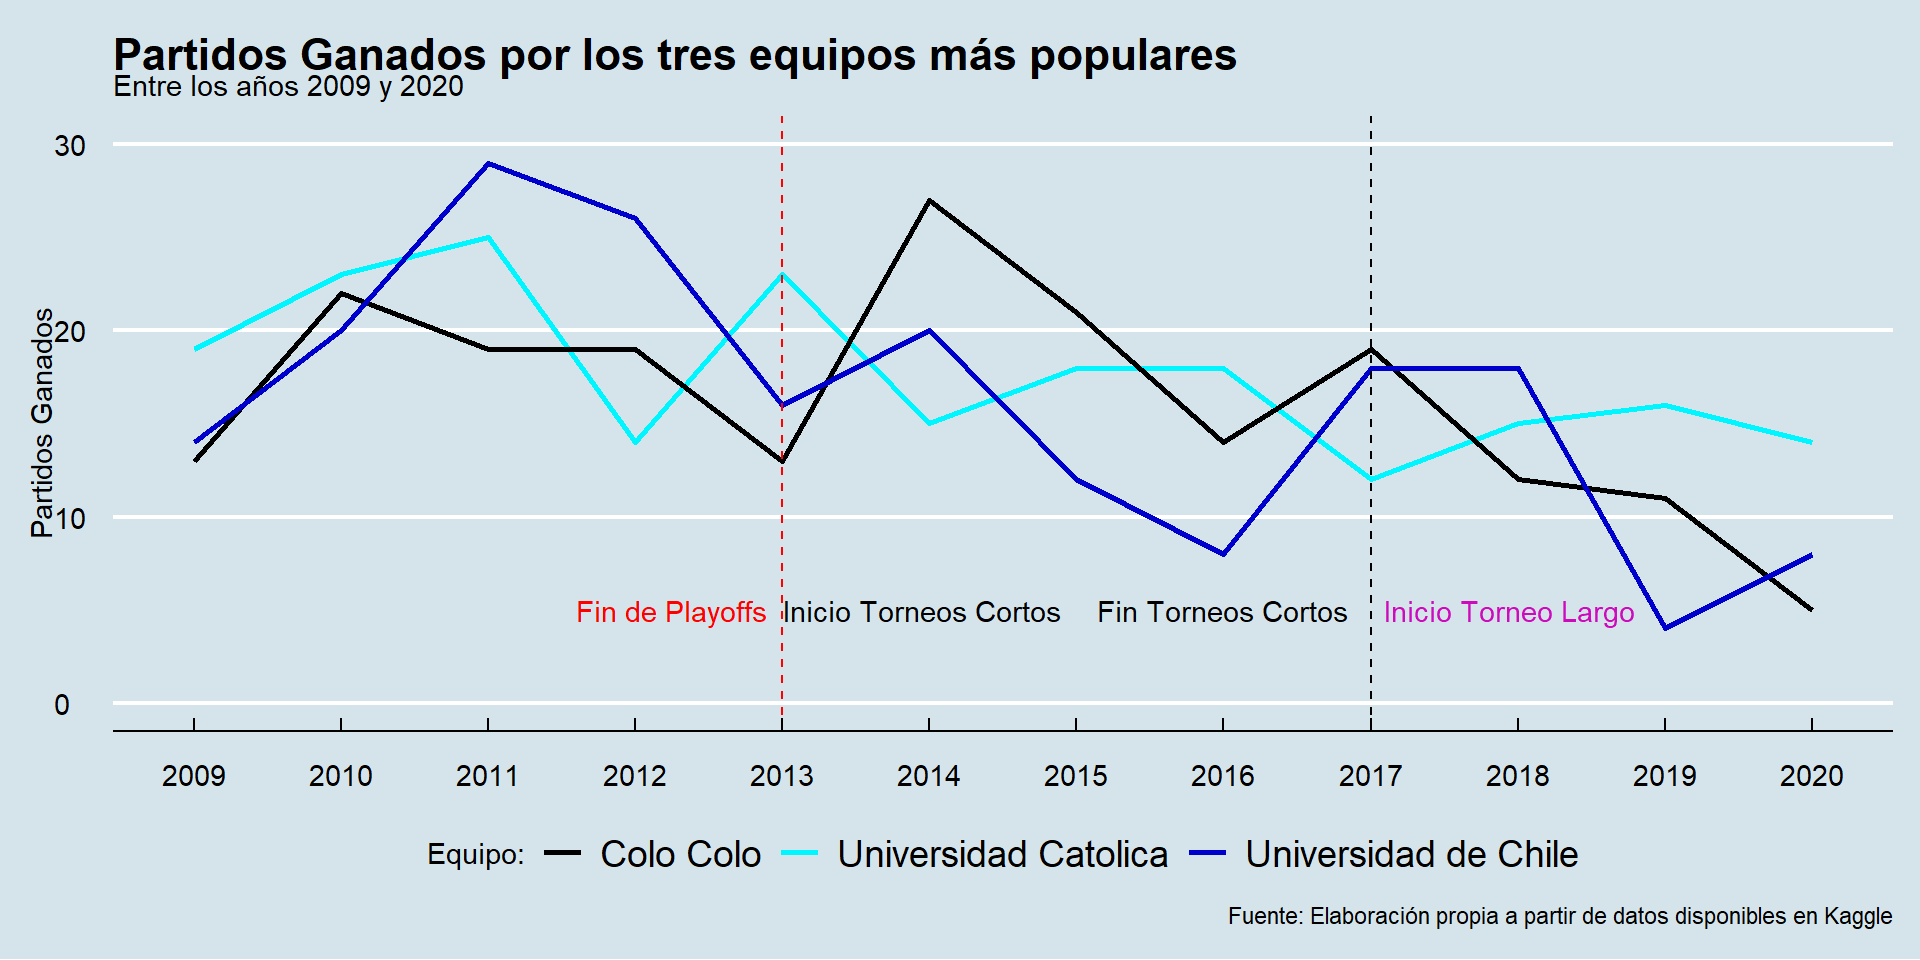 Partidos Ganados por los tres equipos más populares
Entre los años 2009 y 2020
Partidos Ganados
30
20
10
0
Fin de Playoffs
Inicio Torneos Cortos
Fin Torneos Cortos
Inicio Torneo Largo
2009 2010 2011 2012 2013 2014 2015 2016 2017 2018 2019 2020
Equipo: Colo Colo Universidad Catolica Universidad de Chile
Fuente: Elaboración propia a partir de datos disponibles en Kaggle